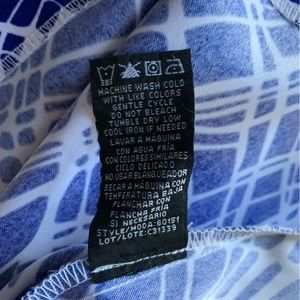 MACHINE WASH COLD
WITH LIKE COLORS
GENTLE CYCLE
DO NOT BLEACH
TUMBLE DRY LOW
COOL IRON IF NEEDED
LAVAR A MAQUINA
CON AGUA FRIA
CON COLORES SIMILARES
CICLO DELICADO
NO USAR BLANQUEADOR
SECAR A MAQUINA CON
TEMPERATURA BAJA
PLANCHAR CON
PLANCHA FRIA
SI NECESARIO
STYLE/MODA:60151
LOT/LOTE:C31339